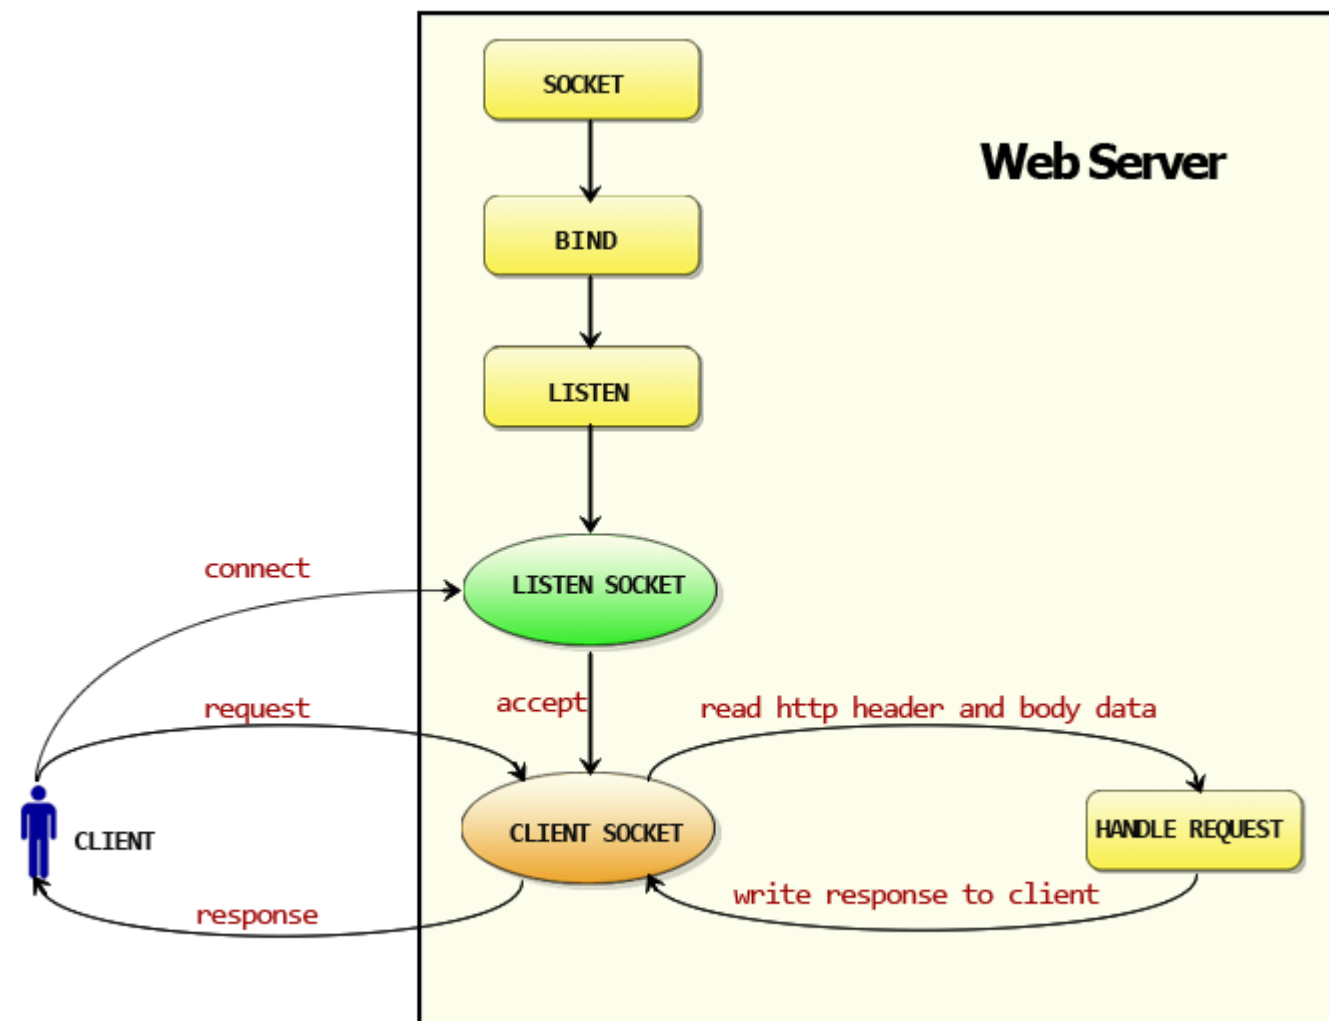 SOCKET
Web Server
BIND
LISTEN
connect
LISTEN SOCKET
request
accept
read http header and body data
CLIENT
CLIENT SOCKET
HANDLE REQUEST
write response to client
response